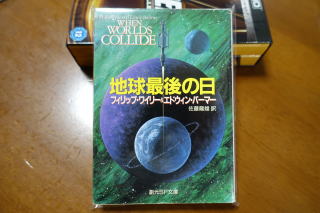 WHEN
WORLDS
COLLIDE
地球最後の日
フィリップ・ワイリー&エドウィン・バーマー
佐藤龍雄 訳
創元SF文庫